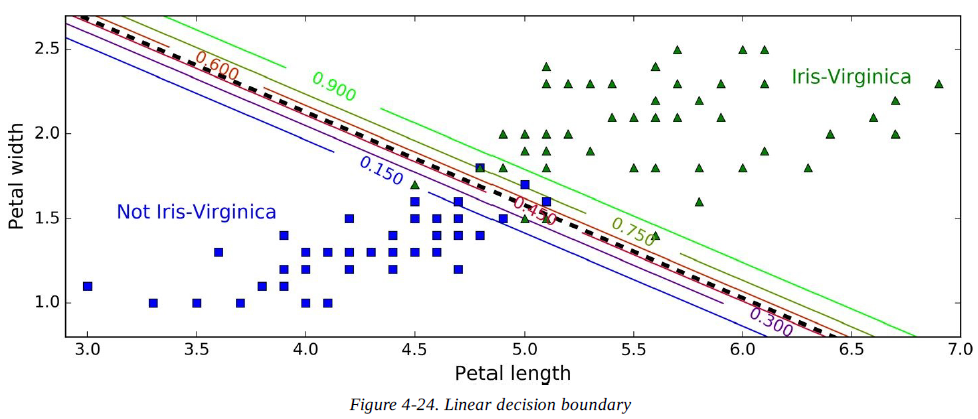 2.5
2.0
1.5
1.0
Petal width
0.600
0.900
Iris-Virginica
0.150
Not Iris-Virginica
0.450
0.750
0.300
3.0 3.5 4.0 4.5 5.0 5.5 6.0 6.5 7.0
Petal length
Figure 4-24. Linear decision boundary